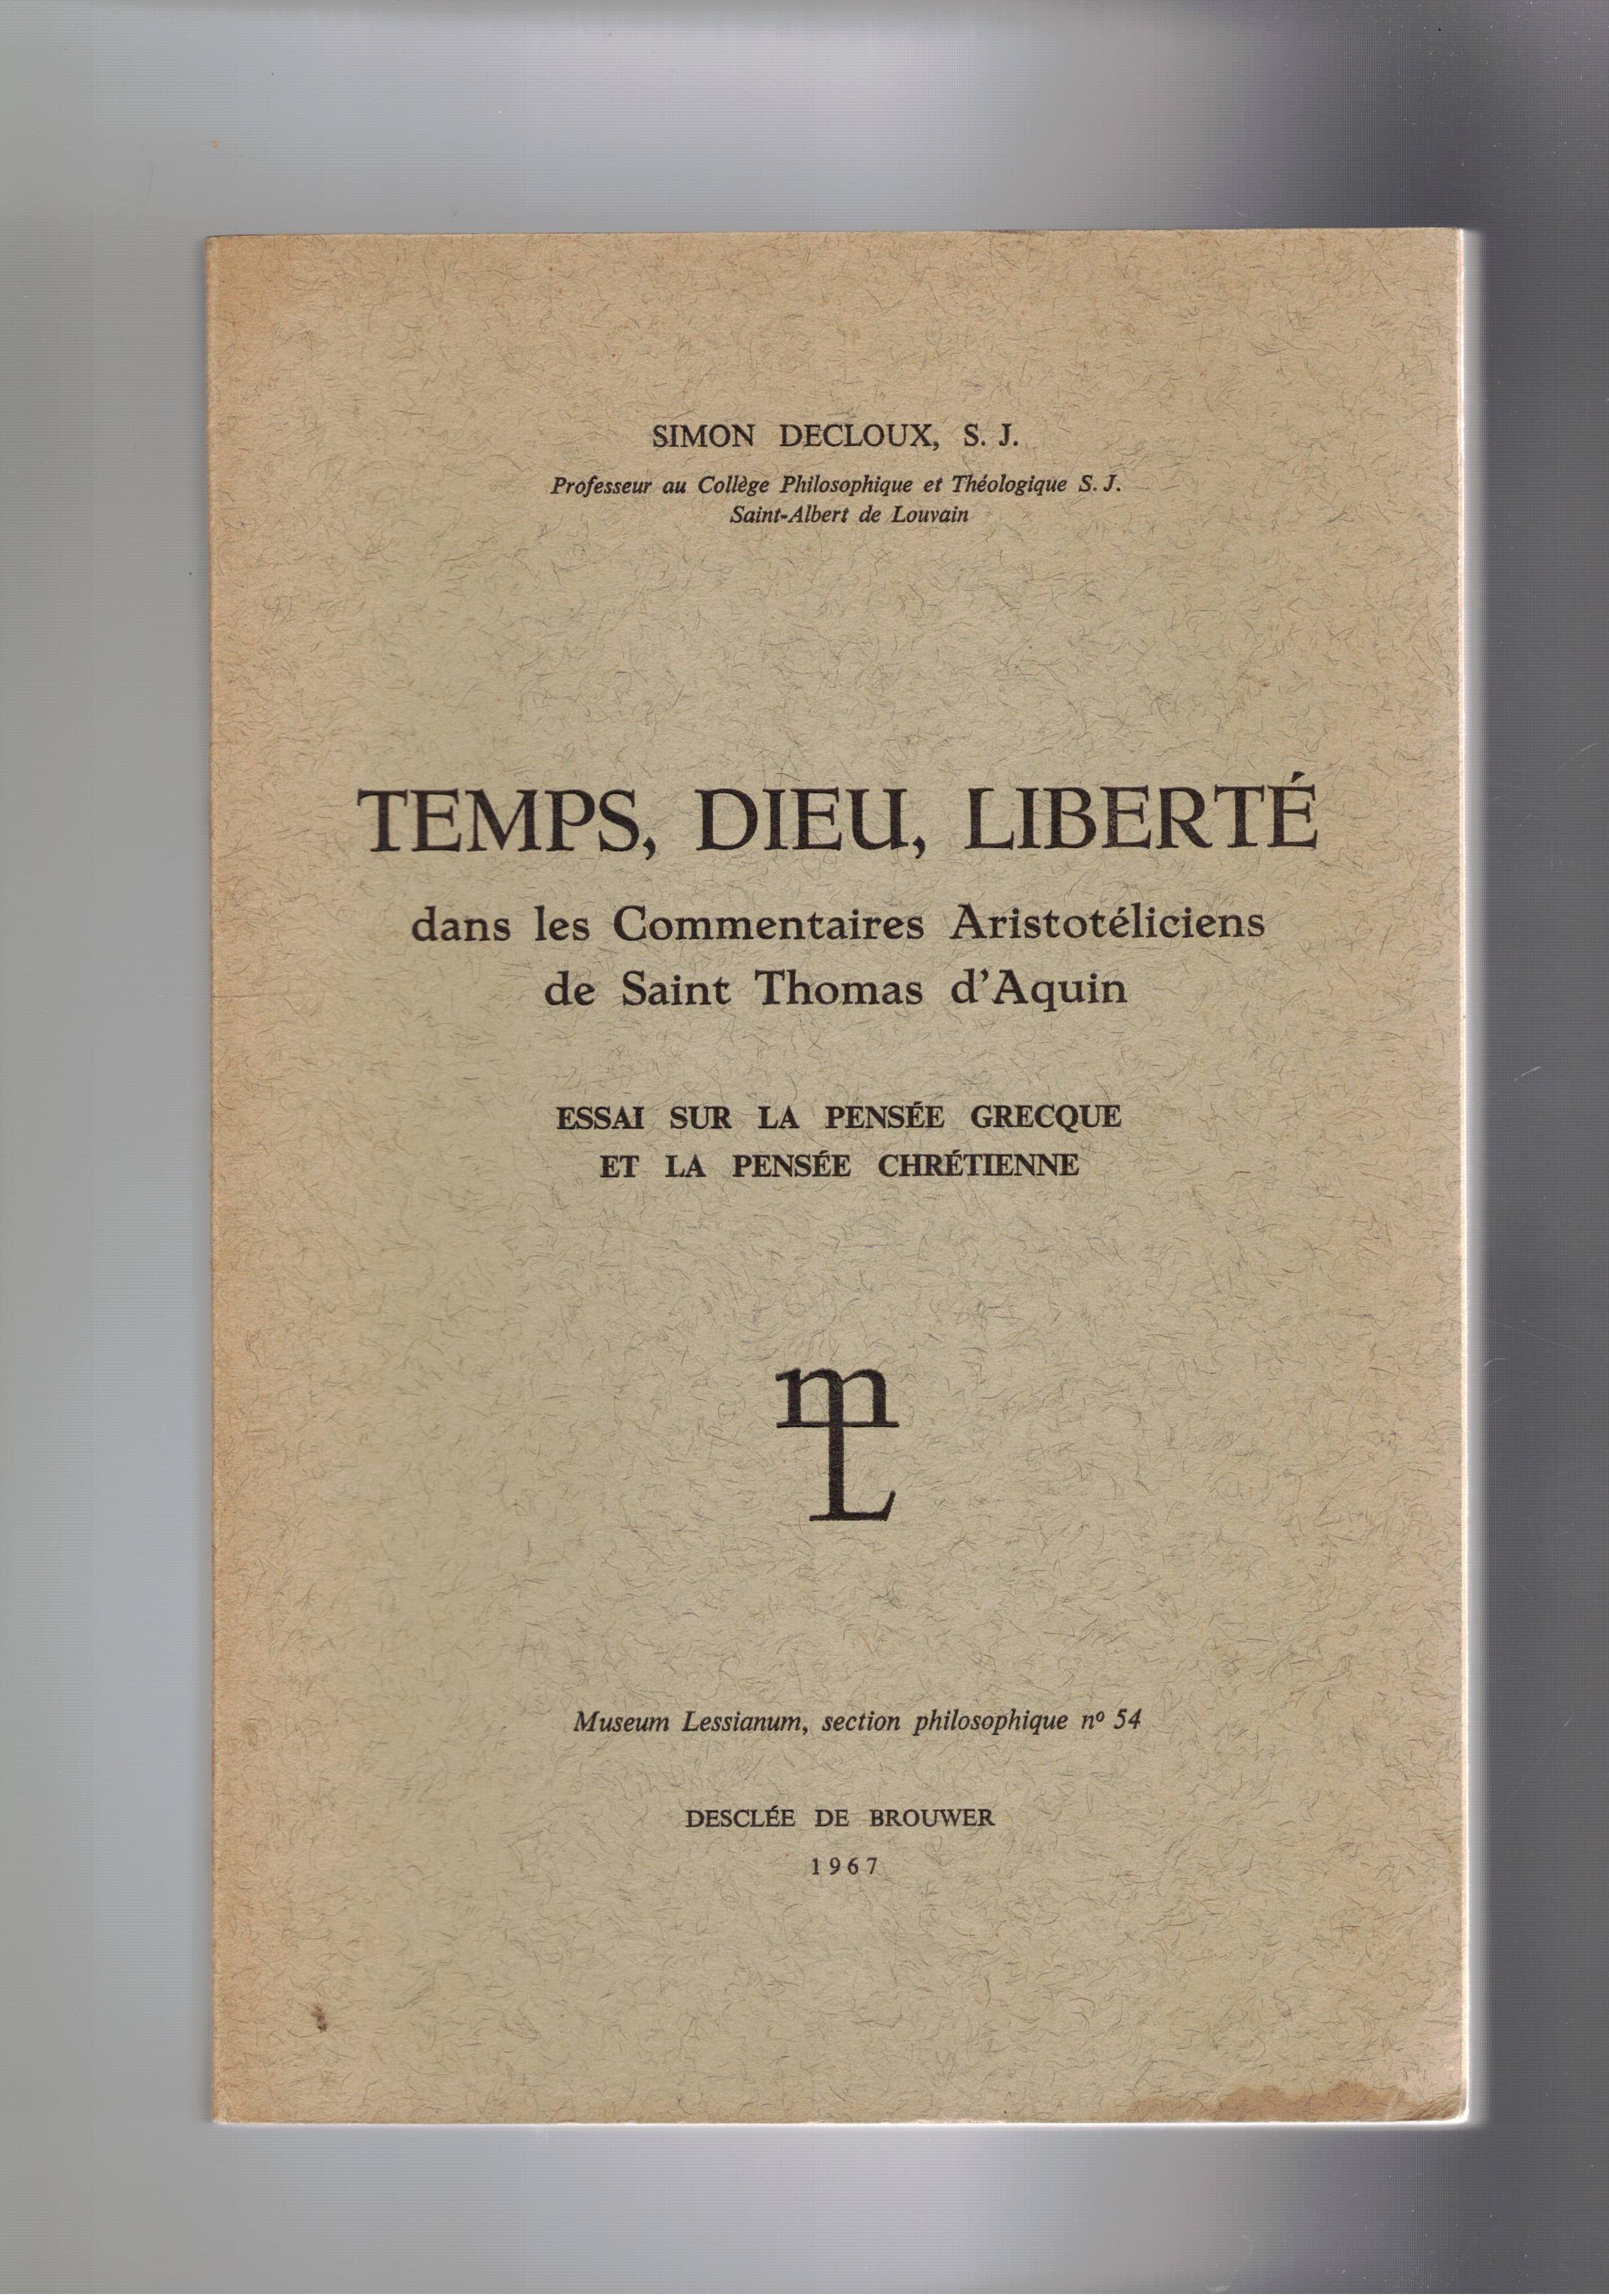 SIMON DECLOUX, S. J.
Professeur au Collège Philosophique et Théologique S. J.
Saint-Albert de Louvain
TEMPS, DIEU, LIBERTÉ
dans les Commentaires Aristotéliciens
de Saint Thomas d'Aquin
ESSAI SUR LA PENSÉE GRECQUE
ET LA PENSÉE CHRÉTIENNE
mL
Museum Lessianum, section philosophique nº 54
DESCLÉE DE BROUWER
1967